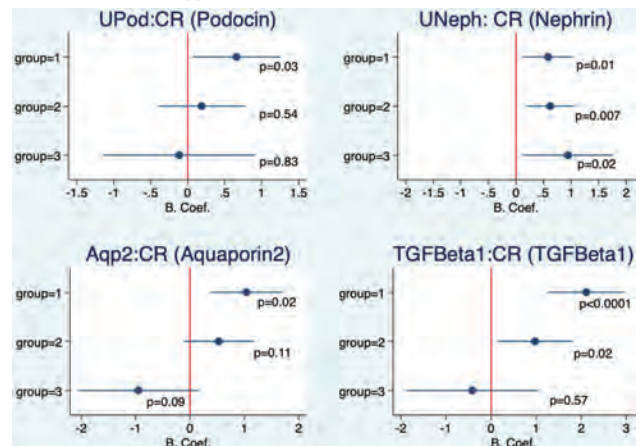 UPod:CR (Podocin)
group=1
p=0.03
group=2
p=0.54
group=3
p=0.83
-1.5 -1 -.5 0 .5 1 1.5
B. Coef.
UNeph: CR (Nephrin)
group=1
p=0.01
group=2
p=0.007
group=3
p=0.02
-2 -1.5 -1 -.5 0 .5 1 1.5 2
B. Coef.
Aqp2:CR (Aquaporin2)
group=1
p=0.02
group=2
p=0.11
group=3
p=0.09
-2 -1 0 1 2
B. Coef.
TGFBeta1:CR (TGFBeta1)
group=1
p<0.0001
group=2
p=0.02
group=3
p=0.57
-2 -1 0 1 2 3
B. Coef.